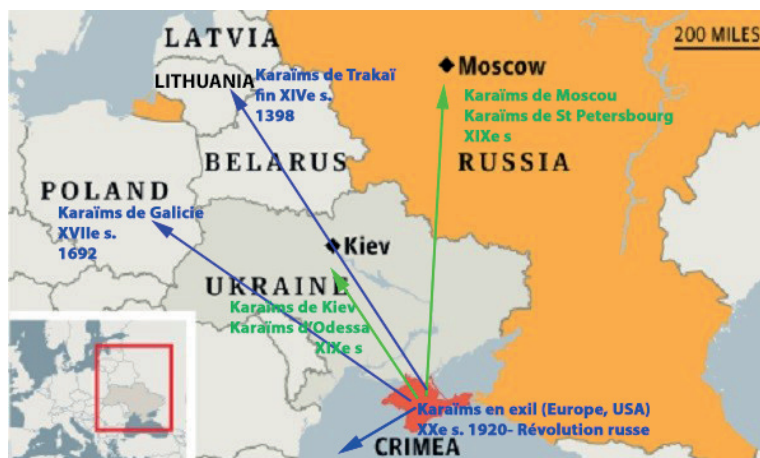 LATVIA
200 MILES
LITHUANIA
Karaïms de Trakaï
fin XIVe s.
1398
Moscow
Karaïms de Moscou
Karaïms de St Petersbourg
XIXe s
RUSSIA
BELARUS
POLAND
Karaïms de Galicie
XVIIe s.
1692
Kiev
UKRAINE
Karaïms de Kiev
Karaïms d'Odessa
XIXe s
Karaïms en exil (Europe, USA)
XXe s. 1920- Révolution russe
CRIMEA